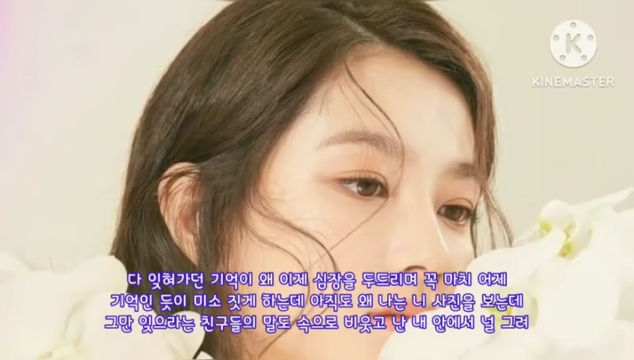 KINEMASTER
다 잊혀가던 기억이 왜 이제 심장을 두드리며 꼭 마치 어제
기억인 듯이 미소 짓게 하는데 아직도 왜 나는 니 사진을 보는데
그만 잊으라는 친구들의 말도 속으로 비웃고 난 내 안에서 널 그려